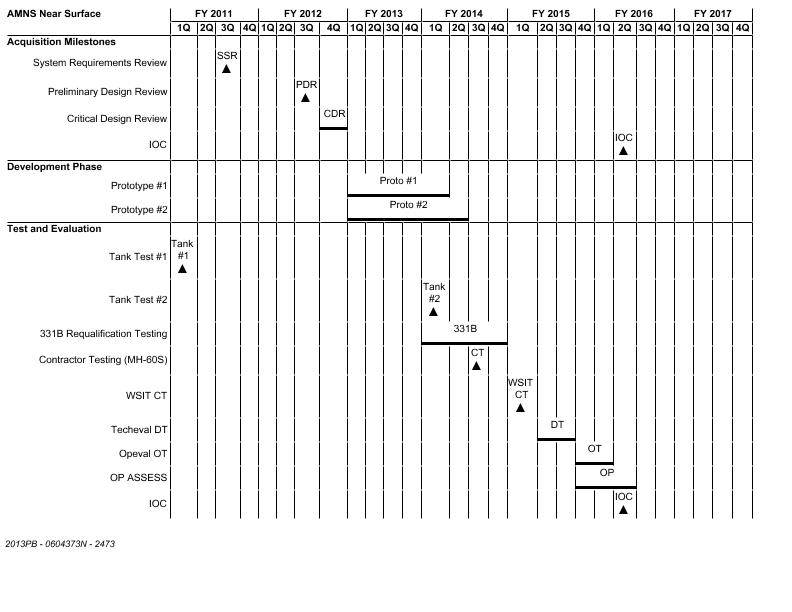 AMNS Near Surface FY 2011 FY 2012 FY 2013 FY 2014 FY 2015 FY 2016 FY 2017
1Q 2Q 3Q 4Q 1Q 2Q 3Q 4Q 1Q 2Q 3Q 4Q 1Q 2Q 3Q 4Q 1Q 2Q 3Q 4Q 1Q 2Q 3Q 4Q 1Q 2Q 3Q 4Q
Acquisition Milestones
SSR
System Requirements Review
PDR
Preliminary Design Review
CDR
Critical Design Review
IOC
IOC
Development Phase
Proto #1
Prototype #1
Proto #2
Prototype #2
Test and Evaluation
Tank
#1
Tank Test #1
Tank
#2
Tank Test #2
331B
331B Requalification Testing
CT
Contractor Testing (MH-60S)
WSIT
CT
WSIT CT
DT
Techeval DT
OT
Opeval OT
OP
OP ASSESS
IOC
IOC
2013PB - 0604373N - 2473